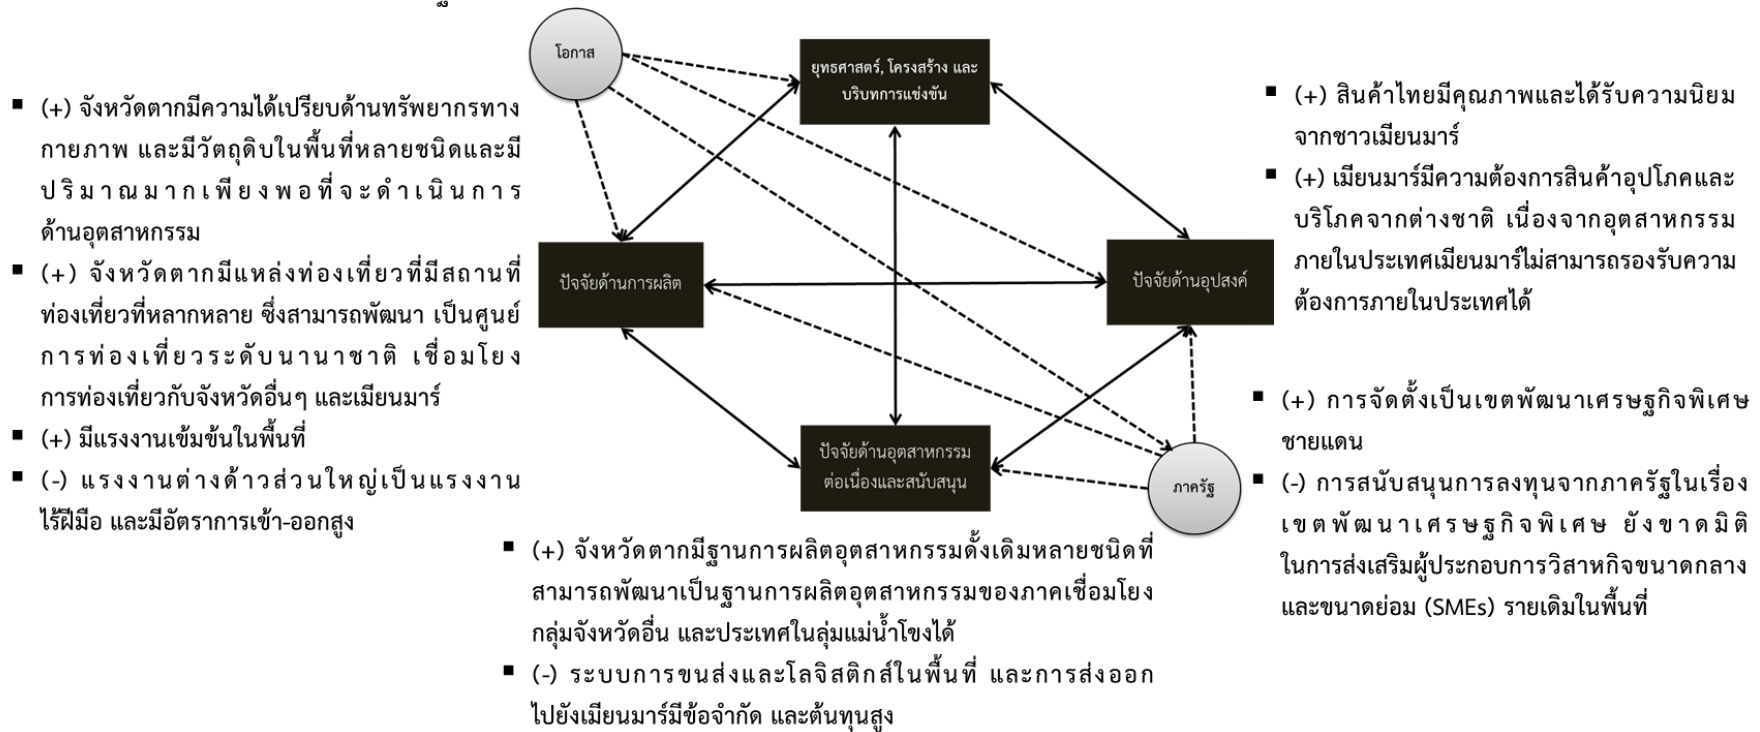 โอกาส
ยุทธศาสตร์, โครงสร้าง และ
บริบทการแข่งขัน
▪ (+) จังหวัดตากมีความได้เปรียบด้านทรัพยากรทาง
กายภาพ และมีวัตถุดิบในพื้นที่หลายชนิดและมี
ปริมาณมากเพียงพอที่จะดำเนินการ
ด้านอุตสาหกรรม
▪ (+) จังหวัดตากมีแหล่งท่องเที่ยวที่มีสถานที่
ท่องเที่ยวที่หลากหลาย ซึ่งสามารถพัฒนา เป็นศูนย์
การท่องเที่ยวระดับนานาชาติ เชื่อมโยง
การท่องเที่ยวกับจังหวัดอื่นๆ และเมียนมาร์
▪ (+) มีแรงงานเข้มข้นในพื้นที่
▪ (-) แรงงานต่างด้าวส่วนใหญ่เป็นแรงงาน
ไร้ฝีมือ และมีอัตราการเข้า-ออกสูง
ปัจจัยด้านการผลิต
ปัจจัยด้านอุปสงค์
▪ (+) สินค้าไทยมีคุณภาพและได้รับความนิยม
จากชาวเมียนมาร์
▪ (+) เมียนมาร์มีความต้องการสินค้าอุปโภคและ
บริโภคจากต่างชาติ เนื่องจากอุตสาหกรรม
ภายในประเทศเมียนมาร์ไม่สามารถรองรับความ
ต้องการภายในประเทศได้
ปัจจัยด้านอุตสาหกรรม
ต่อเนื่องและสนับสนุน
ภาครัฐ
▪ (+) การจัดตั้งเป็นเขตพัฒนาเศรษฐกิจพิเศษ
ชายแดน
▪ (-) การสนับสนุนการลงทุนจากภาครัฐในเรื่อง
เขตพัฒนาเศรษฐกิจพิเศษ ยังขาดมิติ
ในการส่งเสริมผู้ประกอบการวิสาหกิจขนาดกลาง
และขนาดย่อม (SMEs) รายเดิมในพื้นที่
▪ (+) จังหวัดตากมีฐานการผลิตอุตสาหกรรมดั้งเดิมหลายชนิดที่
สามารถพัฒนาเป็นฐานการผลิตอุตสาหกรรมของภาคเชื่อมโยง
กลุ่มจังหวัดอื่น และประเทศในลุ่มแม่น้ำโขงได้
▪ (-) ระบบการขนส่งและโลจิสติกส์ในพื้นที่ และการส่งออก
ไปยังเมียนมาร์มีข้อจำกัด และต้นทุนสูง